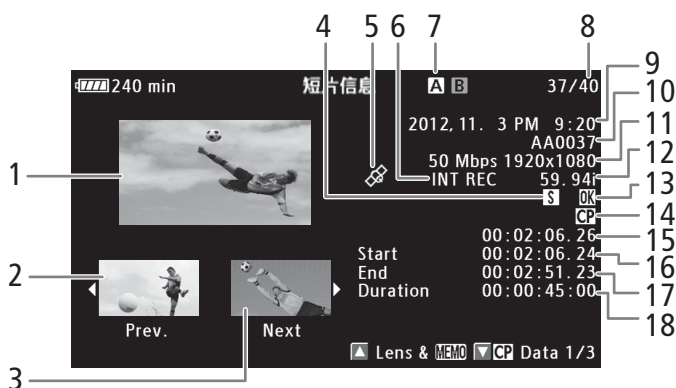 4 5 6 7 8
240 min 短片信息 A B 37/40
9
2012, 11. 3 PM 9:20
10
AA0037
11
50 Mbps 1920x1080
12
1
INT REC 59.94i
13
S OK
14
CP
15
00:02:06.26
16
Start 00:02:06.24
17
2
End 00:02:51.23
18
Duration 00:00:45:00
Prev. Next
Lens & MEMO CP Data 1/3
3